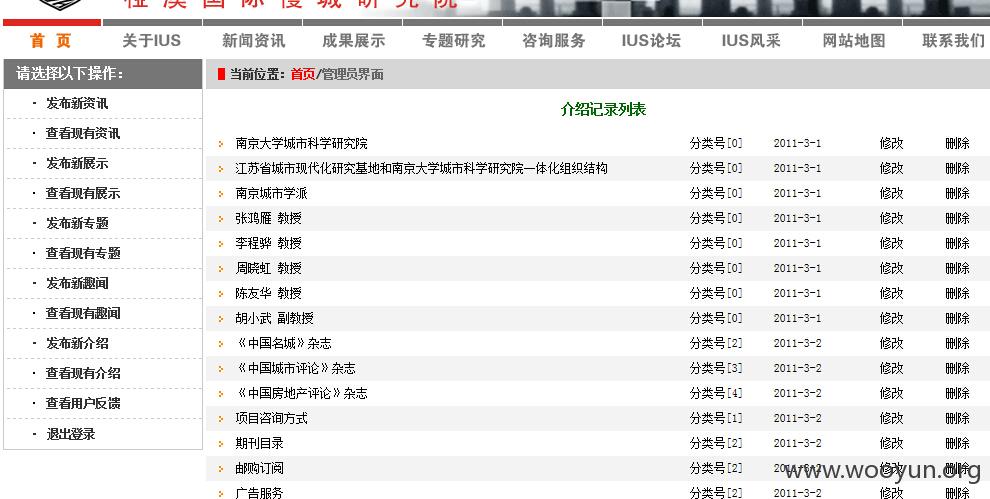 首 页 关于IUS 新闻资讯 成果展示 专题研究 咨询服务 IUS论坛 IUS风采 网站地图 联系我们
请选择以下操作：
· 发布新资讯
· 查看现有资讯
· 发布新展示
· 查看现有展示
· 发布新专题
· 查看现有专题
· 发布新趣闻
· 查看现有趣闻
· 发布新介绍
· 查看现有介绍
· 查看用户反馈
· 退出登录
当前位置：首页/管理员界面
介绍记录列表
南京大学城市科学研究院 分类号[0] 2011-3-1 修改 删除
江苏省城市现代化研究基地和南京大学城市科学研究院一体化组织结构 分类号[0] 2011-3-1 修改 删除
南京城市学派 分类号[0] 2011-3-1 修改 删除
张鸿雁 教授 分类号[0] 2011-3-1 修改 删除
李程骅 教授 分类号[0] 2011-3-1 修改 删除
周晓虹 教授 分类号[0] 2011-3-1 修改 删除
陈友华 教授 分类号[0] 2011-3-1 修改 删除
胡小武 副教授 分类号[0] 2011-3-1 修改 删除
《中国名城》杂志 分类号[2] 2011-3-2 修改 删除
《中国城市评论》杂志 分类号[3] 2011-3-2 修改 删除
《中国房地产评论》杂志 分类号[4] 2011-3-2 修改 删除
项目咨询方式 分类号[1] 2011-3-2 修改 删除
期刊目录 分类号[2] 2011-3-2 修改 删除
邮购订阅 分类号[2] 2011-3-2 修改 删除
广告服务 分类号[2] 2011-3-2 修改 删除
www.wooyun.org